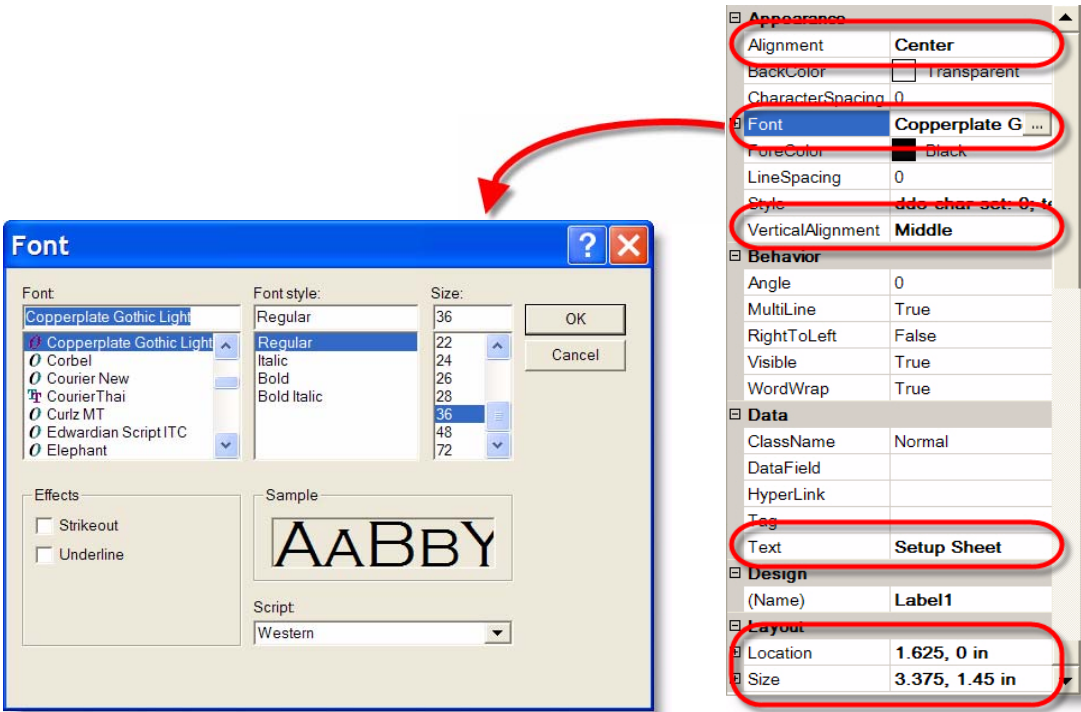 Appearance
Alignment Center
BackColor Transparent
CharacterSpacing 0
Font Copperplate G ...
ForeColor Black
LineSpacing 0
Style ddo-char-set: 0; te
VerticalAlignment Middle
Behavior
Angle 0
MultiLine True
RightToLeft False
Visible True
WordWrap True
Data
ClassName Normal
DataField
HyperLink
Tag
Text Setup Sheet
Design
(Name) Label1
Layout
Location 1.625, 0 in
Size 3.375, 1.45 in
Font ?
Font: Font style: Size:
Copperplate Gothic Light Regular 36 OK
Copperplate Gothic Light Regular 22
Corbel Italic 24 Cancel
Courier New Bold 26
CourierThai Bold Italic 28
Curlz MT 36
Edwardian Script ITC 48
Elephant 72
Effects Sample
Strikeout
Underline
AaBbY
Script:
Western